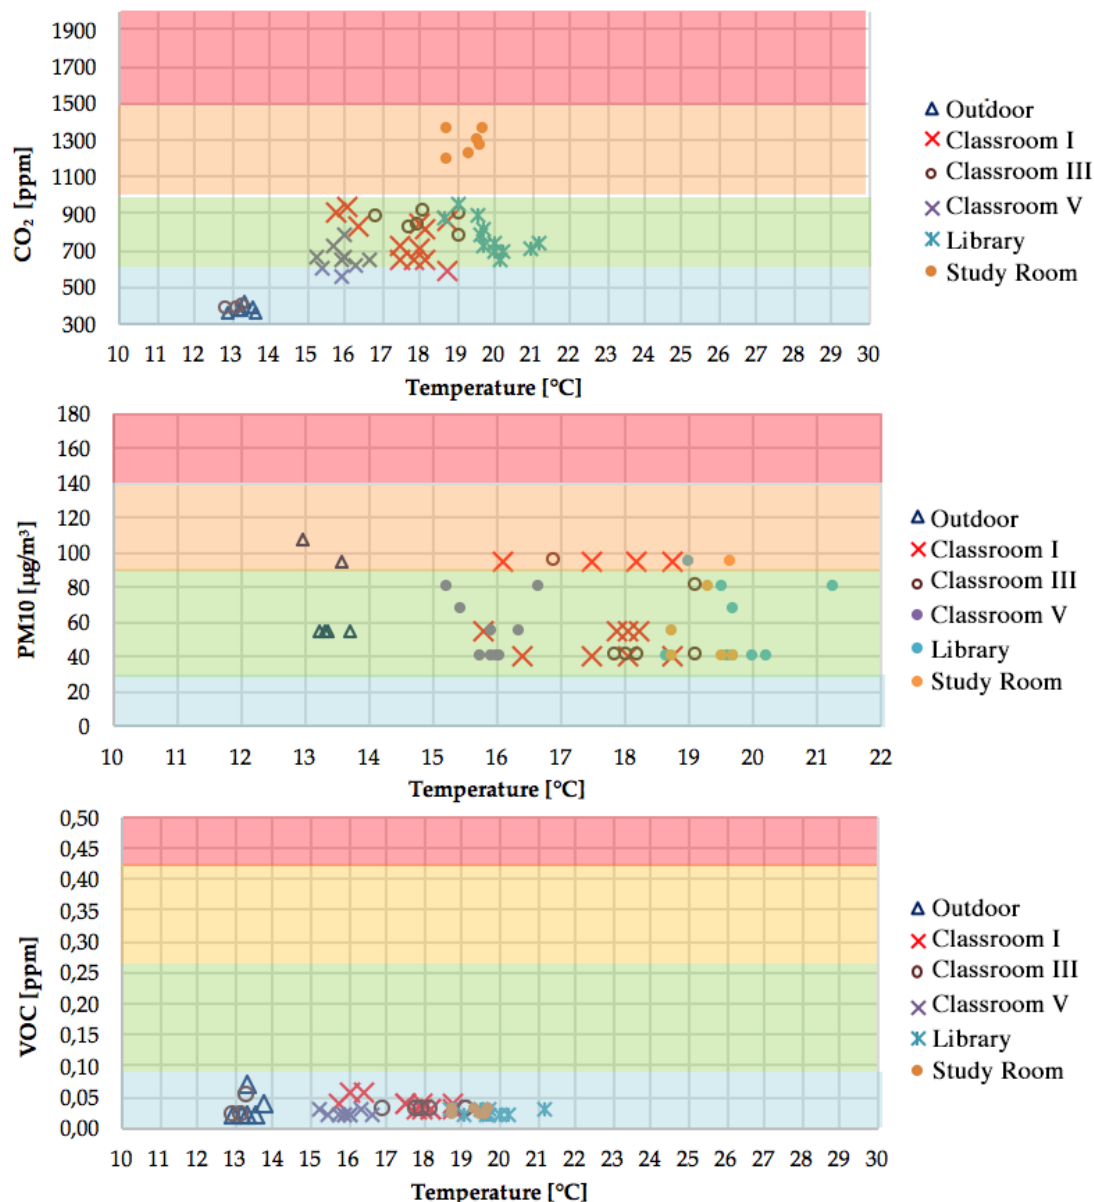 1900
1700
1500
1300
1100
900
700
500
300
CO₂ [ppm]
10 11 12 13 14 15 16 17 18 19 20 21 22 23 24 25 26 27 28 29 30
Temperature [°C]
Outdoor
Classroom I
Classroom III
Classroom V
Library
Study Room
180
160
140
120
100
80
60
40
20
0
PM10 [µg/m³]
10 11 12 13 14 15 16 17 18 19 20 21 22
Temperature [°C]
Outdoor
Classroom I
Classroom III
Classroom V
Library
Study Room
0,50
0,45
0,40
0,35
0,30
0,25
0,20
0,15
0,10
0,05
0,00
VOC [ppm]
10 11 12 13 14 15 16 17 18 19 20 21 22 23 24 25 26 27 28 29 30
Temperature [°C]
Outdoor
Classroom I
Classroom III
Classroom V
Library
Study Room